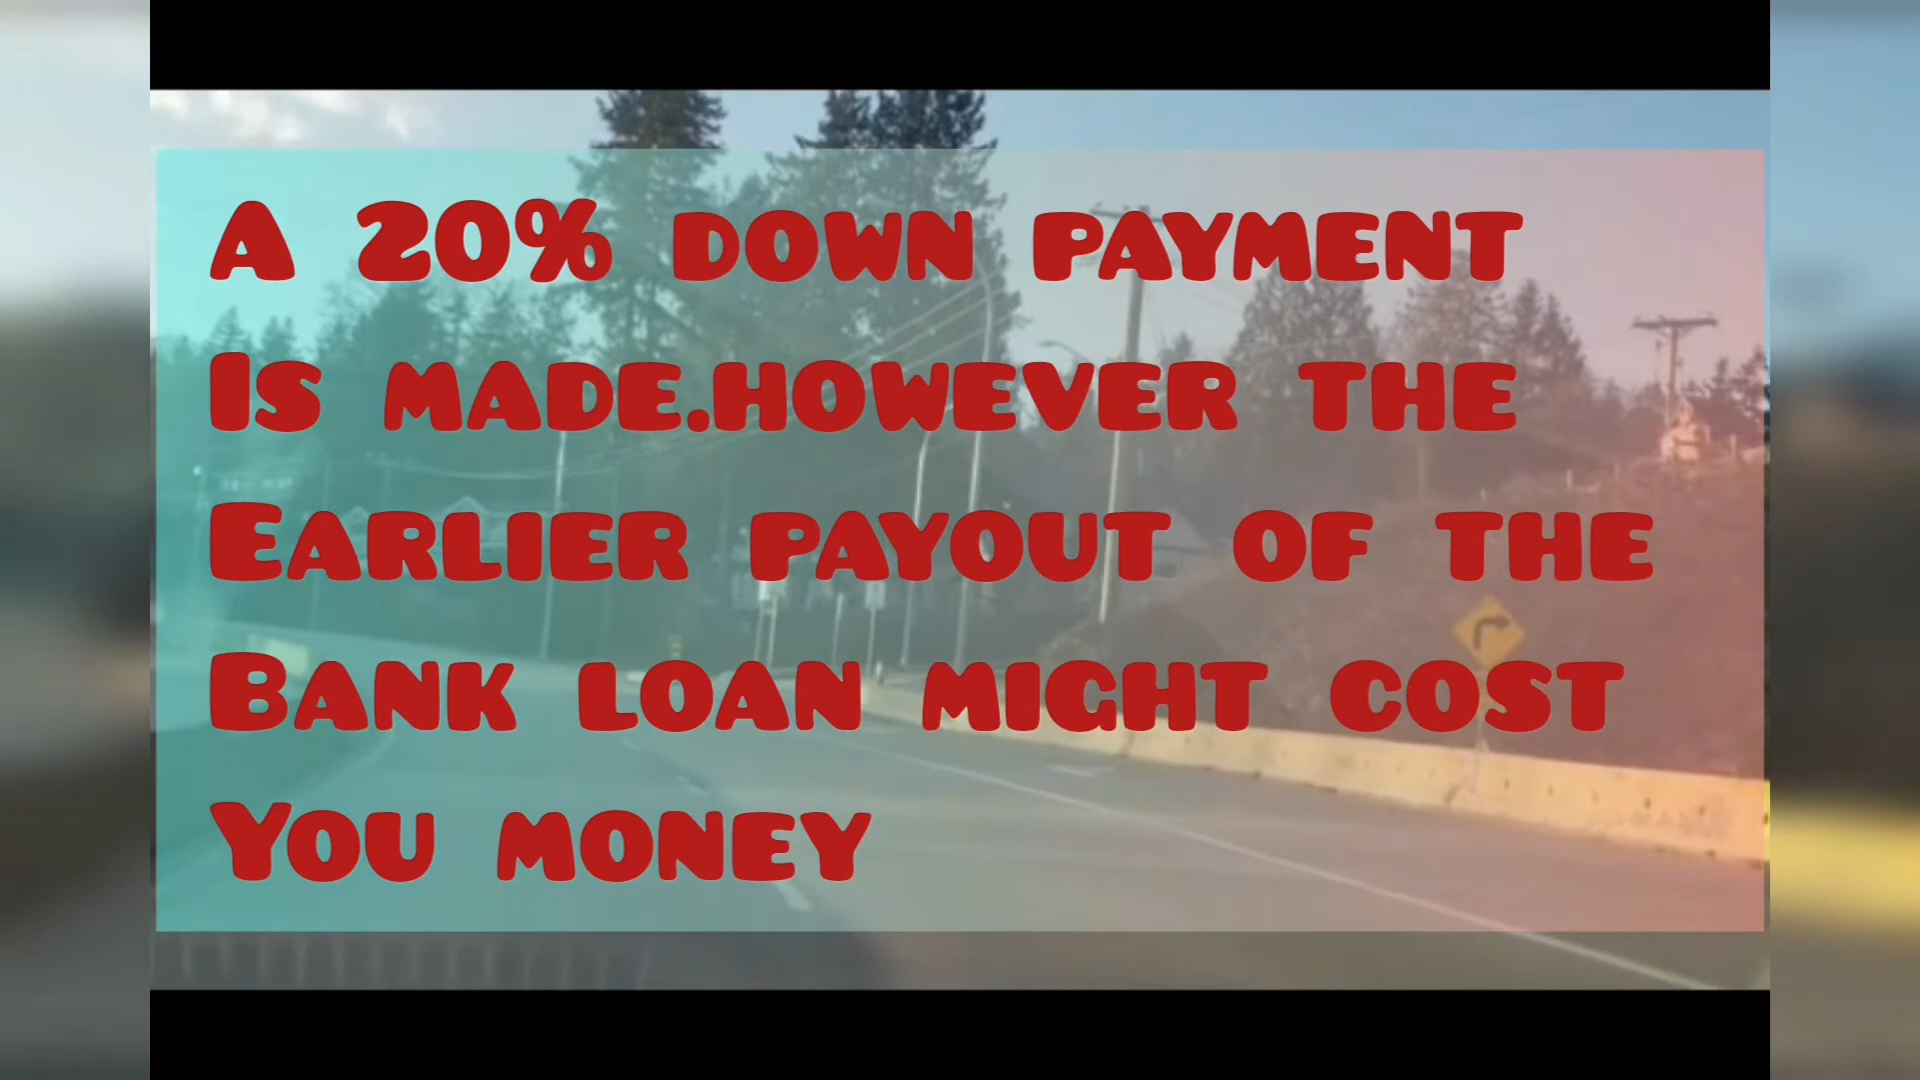 A 20% down payment
Is made.however the
Earlier payout of the
Bank loan might cost
You money